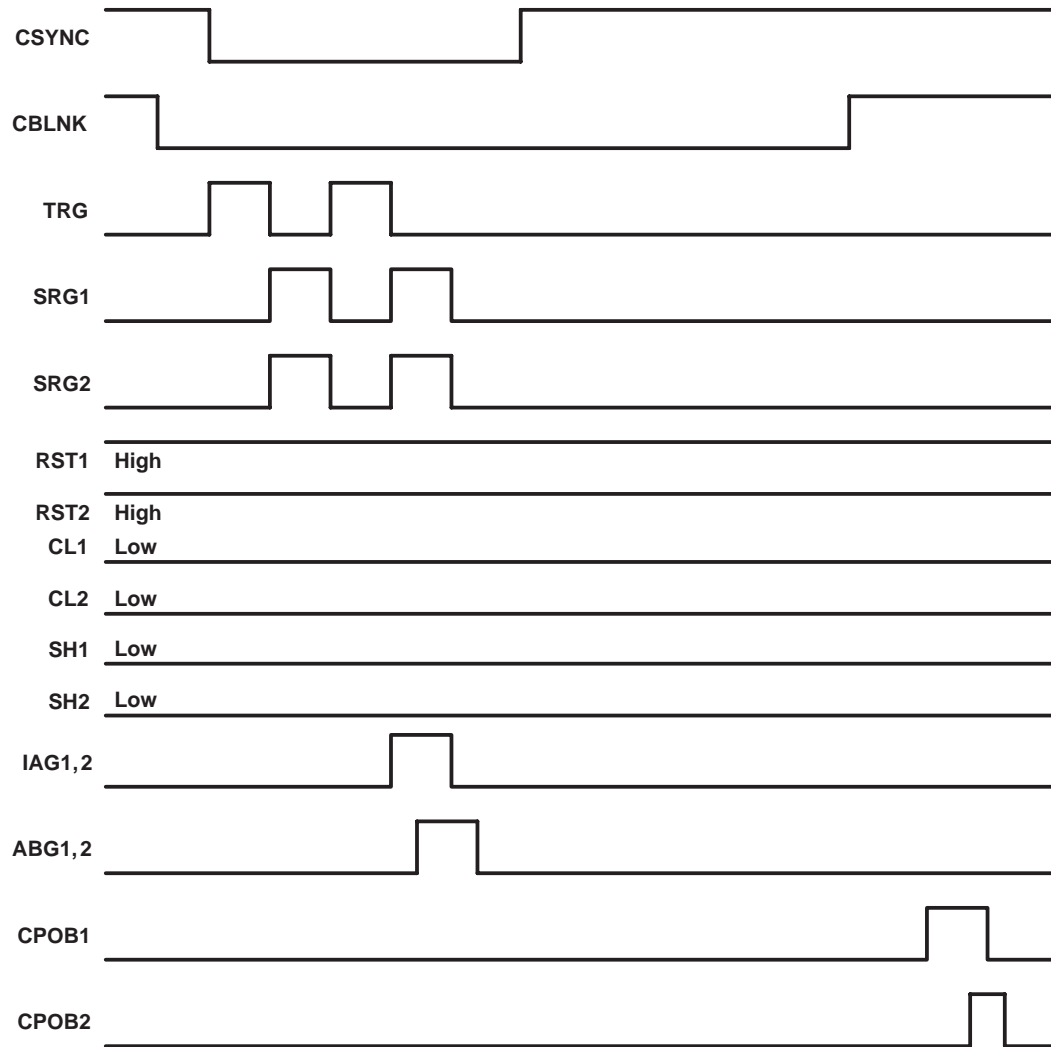 CSYNC
CBLNK
TRG
SRG1
SRG2
RST1 High
RST2 High
CL1 Low
CL2 Low
SH1 Low
SH2 Low
IAG1,2
ABG1,2
CPOB1
CPOB2